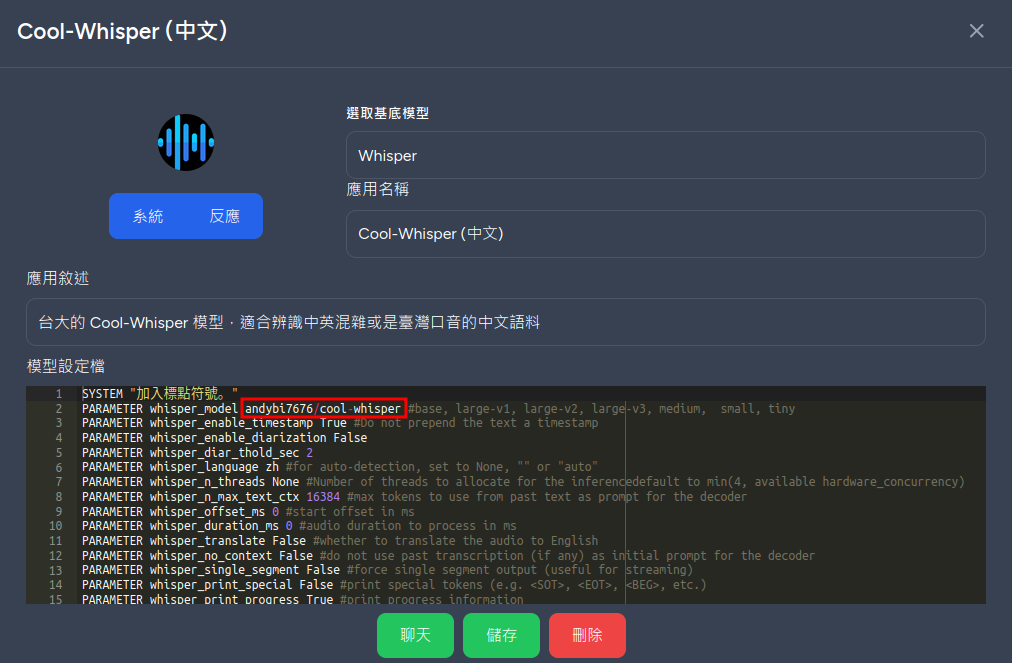 Cool-Whisper (中文)
選取基底模型
Whisper
系統 反應
應用名稱
Cool-Whisper (中文)
應用敘述
台大的 Cool-Whisper 模型，適合辨識中英混雜或是臺灣口音的中文語料
模型設定檔
1 SYSTEM "加入標點符號。"
2 PARAMETER whisper_model andybi7676/cool-whisper #base, large-v1, large-v2, large-v3, medium,  small, tiny
3 PARAMETER whisper_enable_timestamp True #Do not prepend the text a timestamp
4 PARAMETER whisper_enable_diarization False
5 PARAMETER whisper_diar_thold_sec 2
6 PARAMETER whisper_language zh #for auto-detection, set to None, "" or "auto"
7 PARAMETER whisper_n_threads None #Number of threads to allocate for the inferencedefault to min(4, available hardware_concurrency)
8 PARAMETER whisper_n_max_text_ctx 16384 #max tokens to use from past text as prompt for the decoder
9 PARAMETER whisper_offset_ms 0 #start offset in ms
10 PARAMETER whisper_duration_ms 0 #audio duration to process in ms
11 PARAMETER whisper_translate False #whether to translate the audio to English
12 PARAMETER whisper_no_context False #do not use past transcription (if any) as initial prompt for the decoder
13 PARAMETER whisper_single_segment False #force single segment output (useful for streaming)
14 PARAMETER whisper_print_special False #print special tokens (e.g. <SOT>, <EOT>, <BEG>, etc.)
15 PARAMETER whisper_print_progress True #print progress information
聊天 儲存 刪除